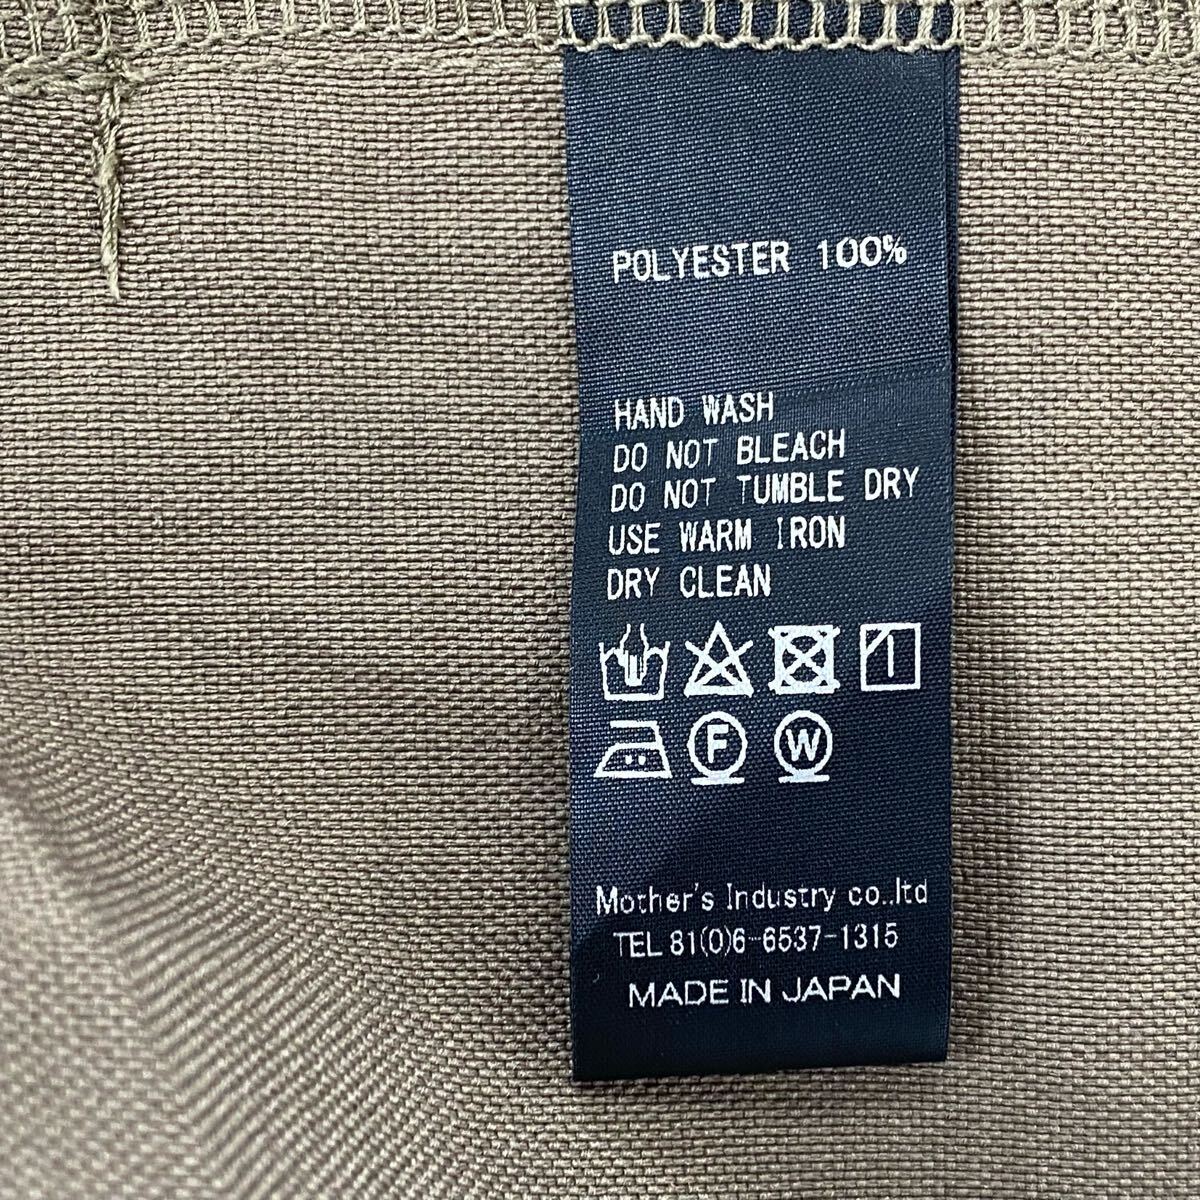 POLYESTER 100%
HAND WASH
DO NOT BLEACH
DO NOT TUMBLE DRY
USE WARM IRON
DRY CLEAN
F W
Mother's Industry co.,ltd
TEL 81(0)6-6537-1315
MADE IN JAPAN